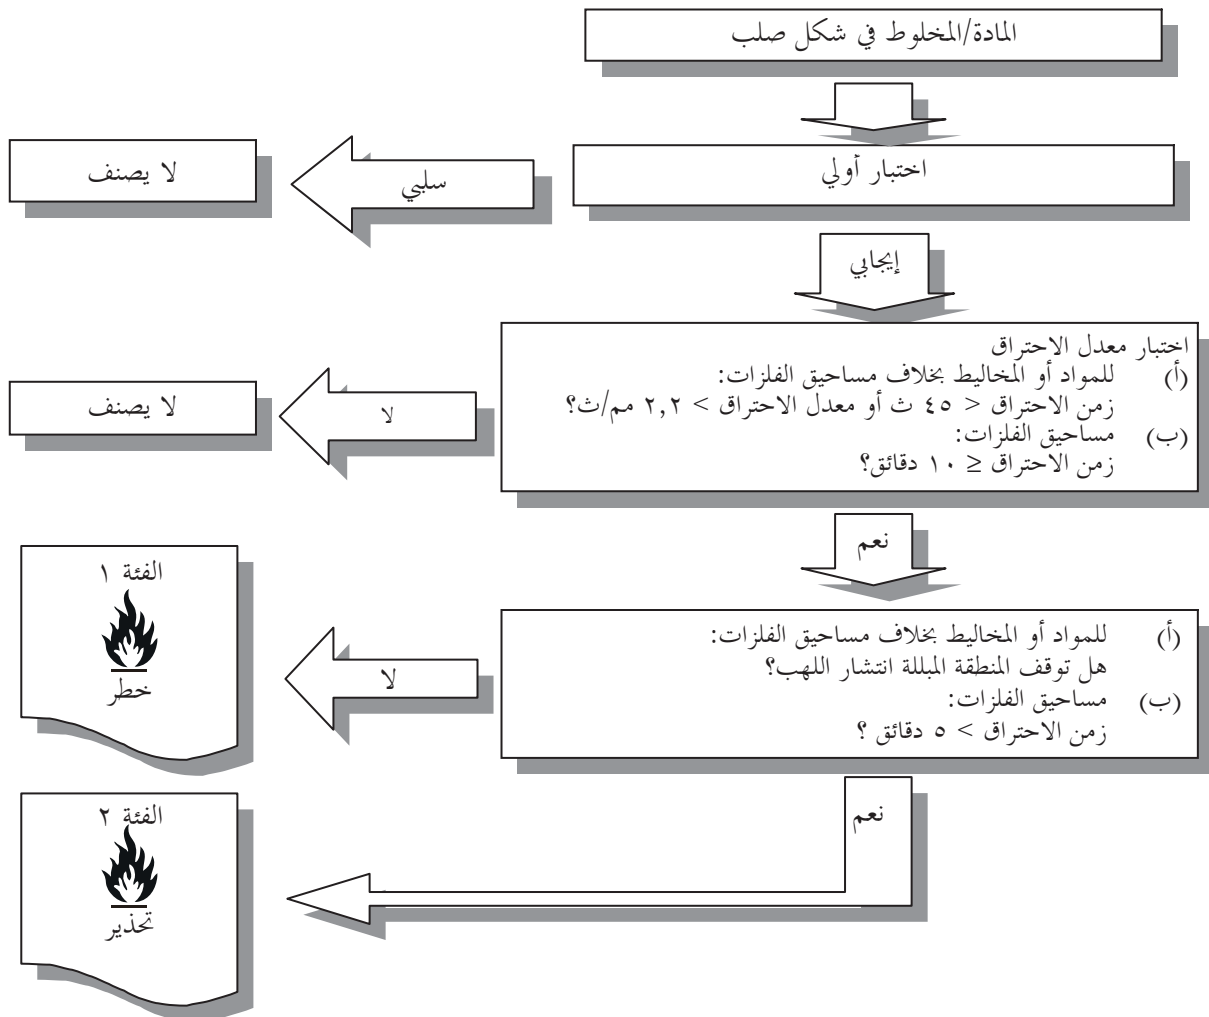 المادة/المخلوط في شكل صلب
اختبار أولي
سلبي
لا يصنف
إيجابي
اختبار معدل الاحتراق
(أ) للمواد أو المخاليط بخلاف مساحيق الفلزات:
زمن الاحتراق < ٤٥ ث أو معدل الاحتراق > ٢,٢ مم/ث؟
(ب) مساحيق الفلزات:
زمن الاحتراق ≤ ١٠ دقائق؟
لا
لا يصنف
نعم
(أ) للمواد أو المخاليط بخلاف مساحيق الفلزات:
هل توقف المنطقة المبللة انتشار اللهب؟
(ب) مساحيق الفلزات:
زمن الاحتراق > ٥ دقائق ؟
لا
الفئة ١
خطر
نعم
الفئة ٢
تحذير